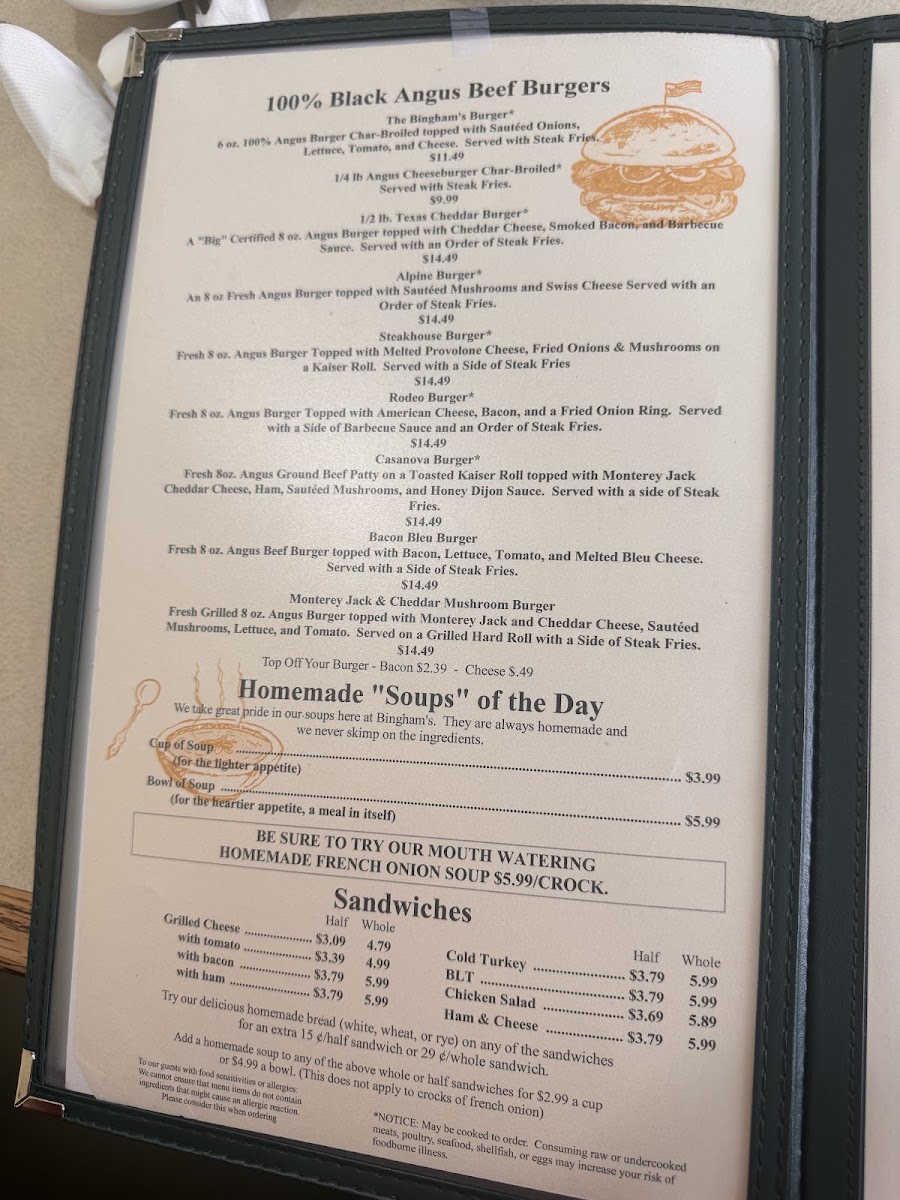 100% Black Angus Beef Burgers
The Bingham's Burger*
6 oz. 100% Angus Burger Char-Broiled topped with Sautéed Onions,
Lettuce, Tomato, and Cheese. Served with Steak Fries.
$11.49
1/4 lb Angus Cheeseburger Char-Broiled*
Served with Steak Fries.
$9.99
1/2 lb. Texas Cheddar Burger*
A "Big" Certified 8 oz. Angus Burger topped with Cheddar Cheese, Smoked Bacon, and Barbecue
Sauce. Served with an Order of Steak Fries.
$14.49
Alpine Burger*
An 8 oz Fresh Angus Burger topped with Sautéed Mushrooms and Swiss Cheese Served with an
Order of Steak Fries.
$14.49
Steakhouse Burger*
Fresh 8 oz. Angus Burger Topped with Melted Provolone Cheese, Fried Onions & Mushrooms on
a Kaiser Roll. Served with a Side of Steak Fries
$14.49
Rodeo Burger*
Fresh 8 oz. Angus Burger Topped with American Cheese, Bacon, and a Fried Onion Ring. Served
with a Side of Barbecue Sauce and an Order of Steak Fries.
$14.49
Casanova Burger*
Fresh 8oz. Angus Ground Beef Patty on a Toasted Kaiser Roll topped with Monterey Jack
Cheddar Cheese, Ham, Sautéed Mushrooms, and Honey Dijon Sauce. Served with a side of Steak
Fries.
$14.49
Bacon Bleu Burger
Fresh 8 oz. Angus Beef Burger topped with Bacon, Lettuce, Tomato, and Melted Bleu Cheese.
Served with a Side of Steak Fries.
$14.49
Monterey Jack & Cheddar Mushroom Burger
Fresh Grilled 8 oz. Angus Burger topped with Monterey Jack and Cheddar Cheese, Sautéed
Mushrooms, Lettuce, and Tomato. Served on a Grilled Hard Roll with a Side of Steak Fries.
$14.49
Top Off Your Burger - Bacon $2.39 - Cheese $.49
Homemade "Soups" of the Day
We take great pride in our soups here at Bingham's. They are always homemade and
we never skimp on the ingredients.
Cup of Soup ........ $3.99
(for the lighter appetite)
Bowl of Soup ........ $5.99
(for the heartier appetite, a meal in itself)
BE SURE TO TRY OUR MOUTH WATERING
HOMEMADE FRENCH ONION SOUP $5.99/CROCK.
Sandwiches
Half Whole
Grilled Cheese ........ $3.09 4.79
with tomato ........ $3.39 4.99
with bacon ........ $3.79 5.99
with ham ........ $3.79 5.99
Half Whole
Cold Turkey ........ $3.79 5.99
BLT ........ $3.79 5.99
Chicken Salad ........ $3.69 5.89
Ham & Cheese ........ $3.79 5.99
Try our delicious homemade bread (white, wheat, or rye) on any of the sandwiches
for an extra 15 ¢/half sandwich or 29 ¢/whole sandwich.
Add a homemade soup to any of the above whole or half sandwiches for $2.99 a cup
or $4.99 a bowl. (This does not apply to crocks of french onion)
To our guests with food sensitivities or allergies:
We cannot ensure that menu items do not contain
ingredients that might cause an allergic reaction.
Please consider this when ordering
*NOTICE: May be cooked to order. Consuming raw or undercooked
meats, poultry, seafood, shellfish, or eggs may increase your risk of
foodborne illness.